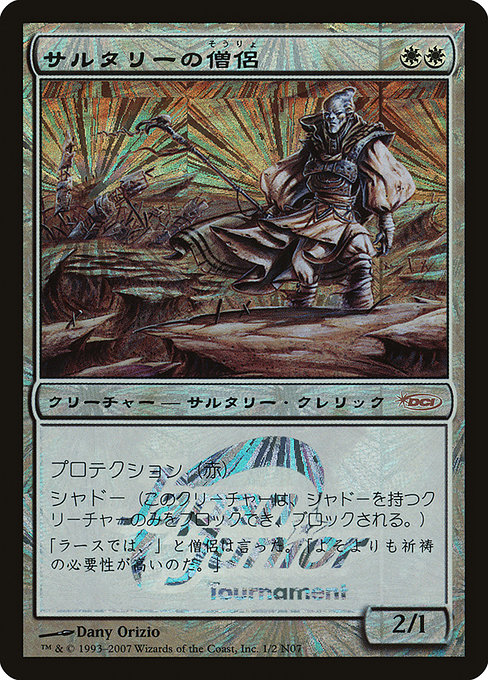 そうりょ
サルタリーの僧侶
クリーチャー — サルタリー・クレリック
DCI
プロテクション（赤）
シャドー（このクリーチャーは、シャドーを持つク
リーチャーのみをブロックでき、ブロックされる。）
「ラースでは、」と僧侶は言った。「よそよりも祈祷
の必要性が高いのだ。」
Tournament
Dany Orizio
2/1
™ & © 1993–2007 Wizards of the Coast, Inc. 1/2 N07